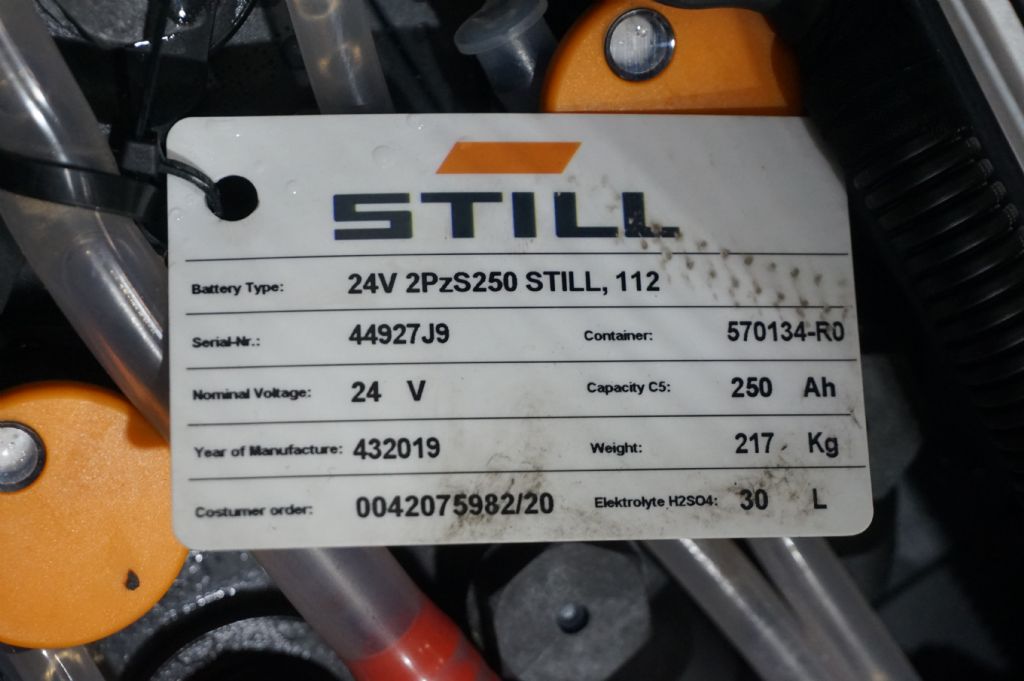 STILL
Battery Type: 24V 2PzS250 STILL, 112
Serial-Nr.: 44927J9 Container: 570134-R0
Nominal Voltage: 24 V Capacity C5: 250 Ah
Year of Manufacture: 432019 Weight: 217 Kg
Costumer order: 0042075982/20 Elektrolyte H2SO4: 30 L